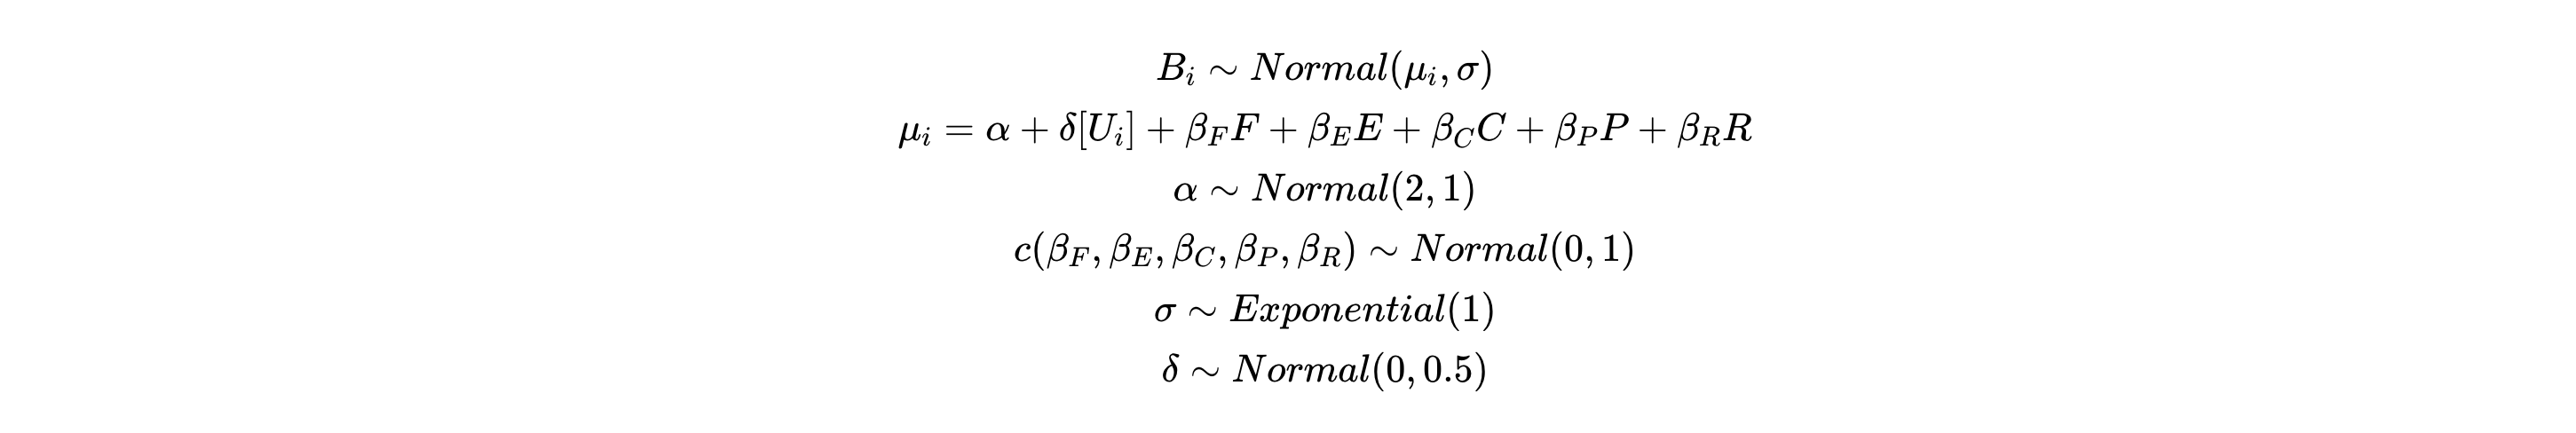 B_i ∼ Normal(μ_i, σ)
μ_i = α + δ[U_i] + β_F F + β_E E + β_C C + β_P P + β_R R
α ∼ Normal(2, 1)
c(β_F, β_E, β_C, β_P, β_R) ∼ Normal(0, 1)
σ ∼ Exponential(1)
δ ∼ Normal(0, 0.5)